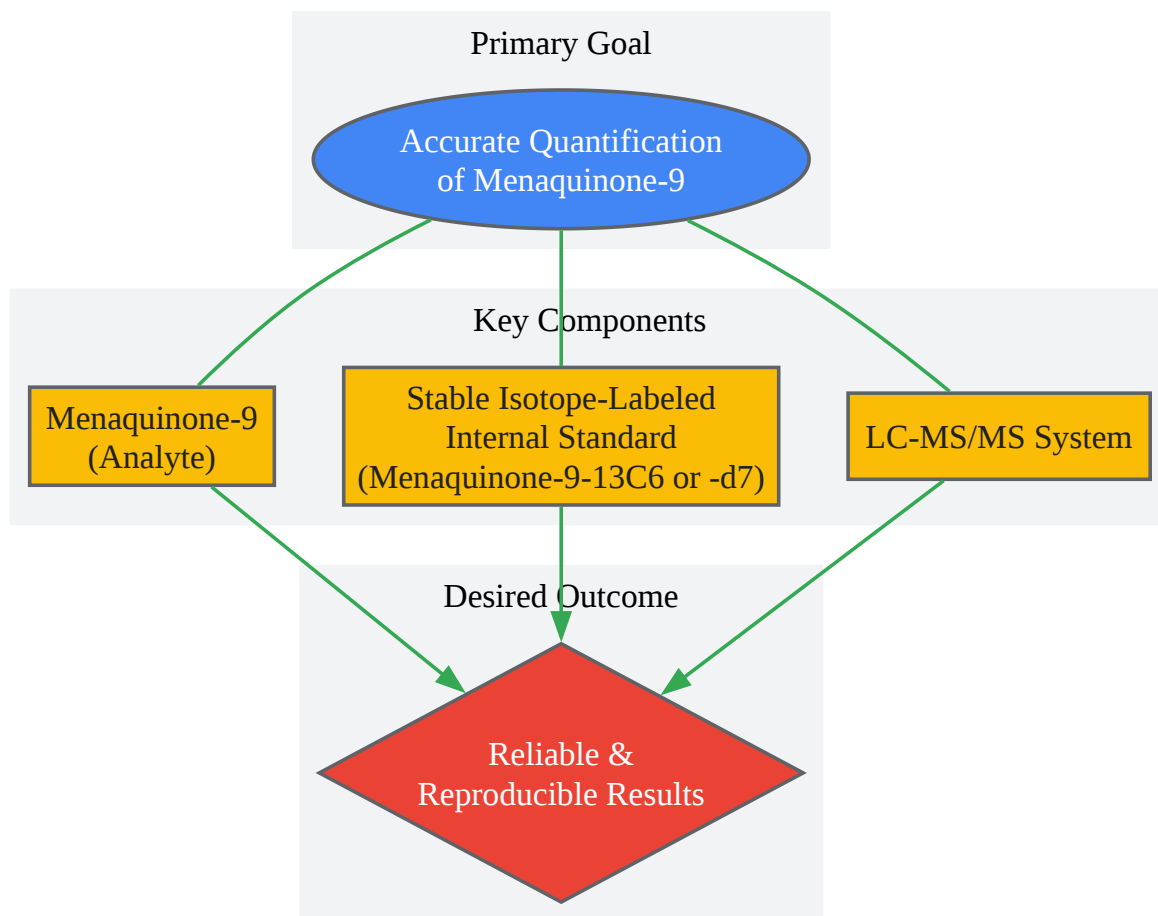 Primary Goal
Accurate Quantification
of Menaquinone-9
Key Components
Menaquinone-9
(Analyte)
Stable Isotope-Labeled
Internal Standard
(Menaquinone-9-13C6 or -d7)
LC-MS/MS System
Desired Outcome
Reliable &
Reproducible Results